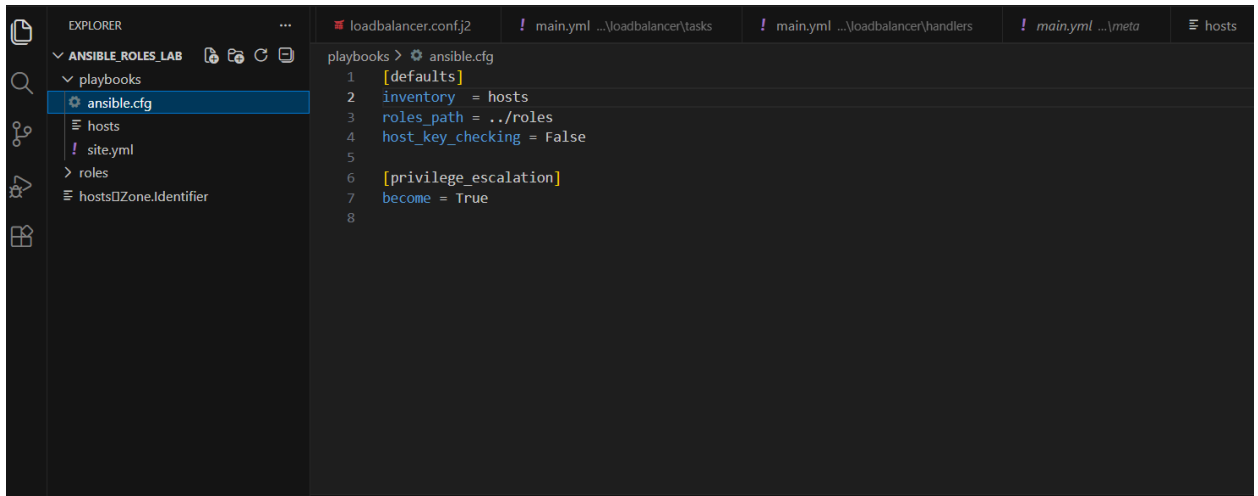 EXPLORER ...
loadbalancer.conf.j2 ! main.yml ...\loadbalancer\tasks ! main.yml ...\loadbalancer\handlers ! main.yml ...\meta hosts
ANSIBLE_ROLES_LAB
playbooks
ansible.cfg
hosts
! site.yml
roles
hosts▯Zone.Identifier
playbooks > ansible.cfg
1 [defaults]
2 inventory  = hosts
3 roles_path = ../roles
4 host_key_checking = False
5
6 [privilege_escalation]
7 become = True
8